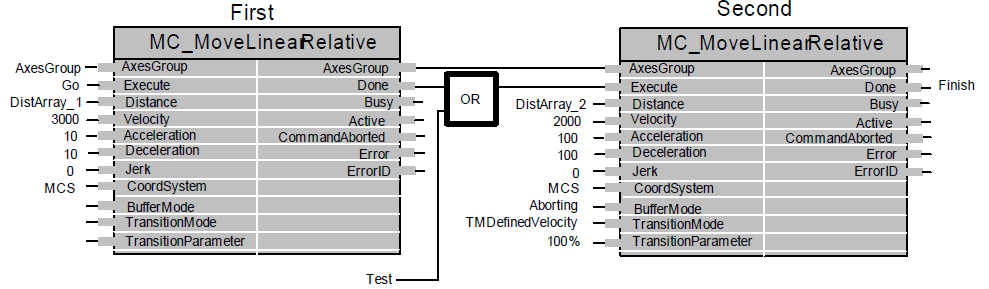 First
Second
MC_MoveLinearRelative
MC_MoveLinearRelative
AxesGroup AxesGroup AxesGroup
Go Execute Done
DistArray_1 Distance Busy
3000 Velocity Active
10 Acceleration CommandAborted
10 Deceleration Error
0 Jerk ErrorID
MCS CoordSystem
BufferMode
TransitionMode
TransitionParameter
OR
Test
AxesGroup AxesGroup
Execute Done Finish
DistArray_2 Distance Busy
2000 Velocity Active
100 Acceleration CommandAborted
100 Deceleration Error
0 Jerk ErrorID
MCS CoordSystem
Aborting BufferMode
TMDefinedVelocity TransitionMode
100% TransitionParameter